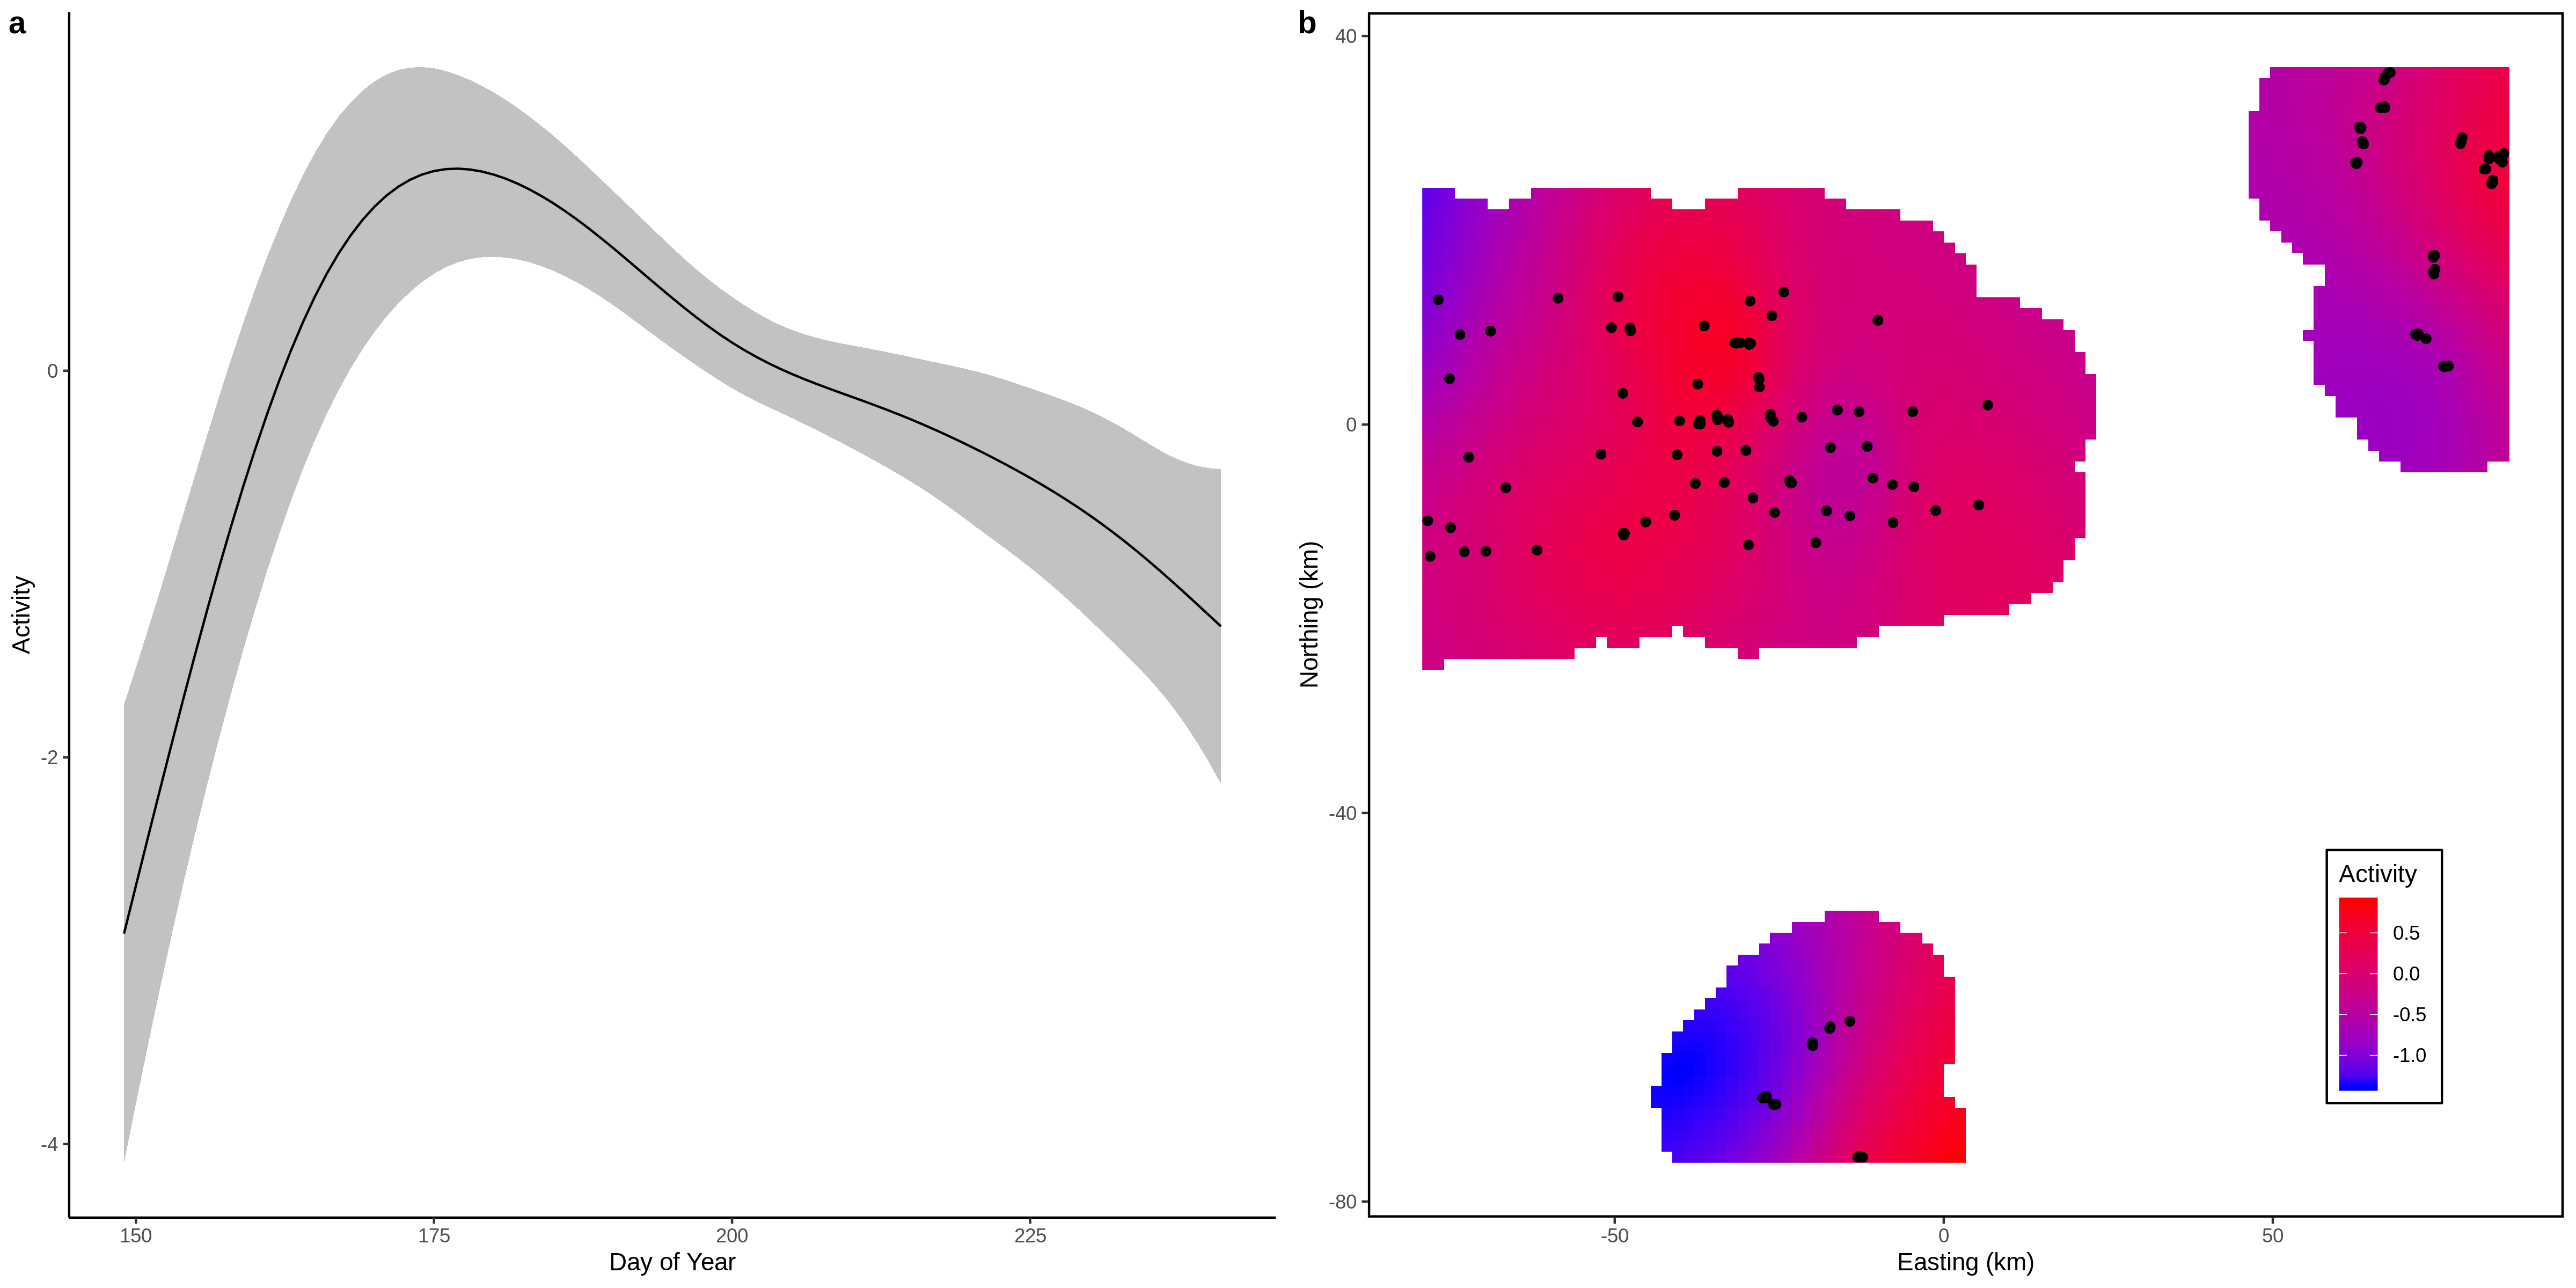 a
Activity
0
-2
-4
150 175 200 225
Day of Year
b
Northing (km)
40
0
-40
-80
-50 0 50
Easting (km)
Activity
0.5
0.0
-0.5
-1.0